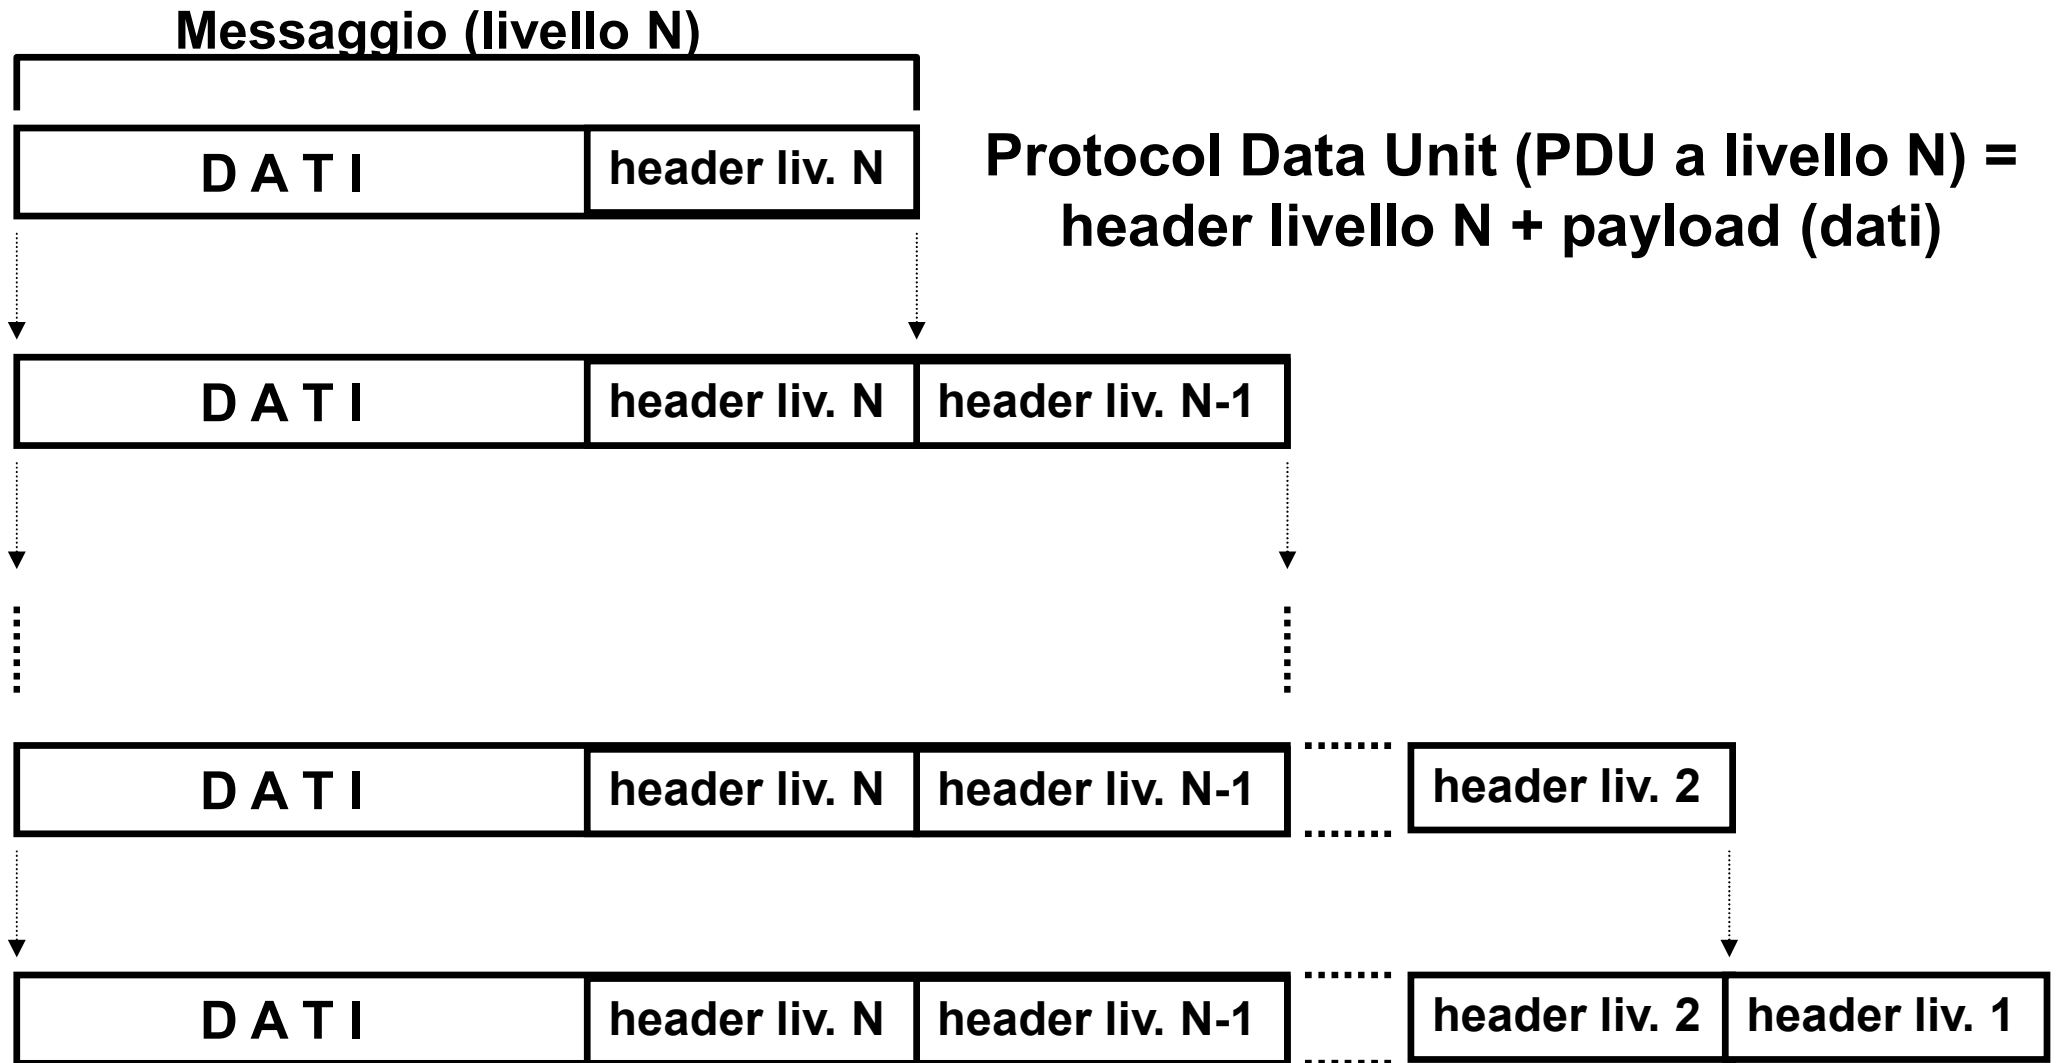 Messaggio (livello N)
D A T I header liv. N
Protocol Data Unit (PDU a livello N) =
header livello N + payload (dati)
D A T I header liv. N header liv. N-1
D A T I header liv. N header liv. N-1 header liv. 2
D A T I header liv. N header liv. N-1 header liv. 2 header liv. 1